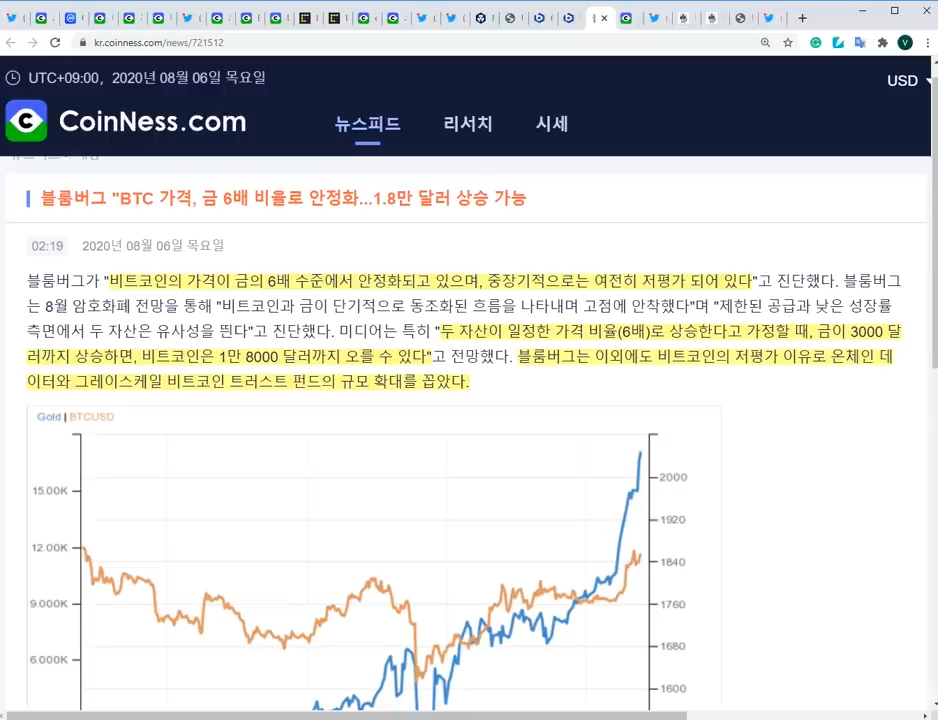 kr.coinness.com/news/721512
UTC+09:00, 2020년 08월 06일 목요일
USD
CoinNess.com
뉴스피드
리서치
시세
블룸버그 "BTC 가격, 금 6배 비율로 안정화...1.8만 달러 상승 가능
02:19 2020년 08월 06일 목요일
블룸버그가 "비트코인의 가격이 금의 6배 수준에서 안정화되고 있으며, 중장기적으로는 여전히 저평가 되어 있다"고 진단했다. 블룸버그
는 8월 암호화폐 전망을 통해 "비트코인과 금이 단기적으로 동조화된 흐름을 나타내며 고점에 안착했다"며 "제한된 공급과 낮은 성장률
측면에서 두 자산은 유사성을 띈다"고 진단했다. 미디어는 특히 "두 자산이 일정한 가격 비율(6배)로 상승한다고 가정할 때, 금이 3000 달
러까지 상승하면, 비트코인은 1만 8000 달러까지 오를 수 있다"고 전망했다. 블룸버그는 이외에도 비트코인의 저평가 이유로 온체인 데
이터와 그레이스케일 비트코인 트러스트 펀드의 규모 확대를 꼽았다.
Gold | BTCUSD
15.00K
12.00K
9.000K
6.000K
2000
1920
1840
1760
1680
1600